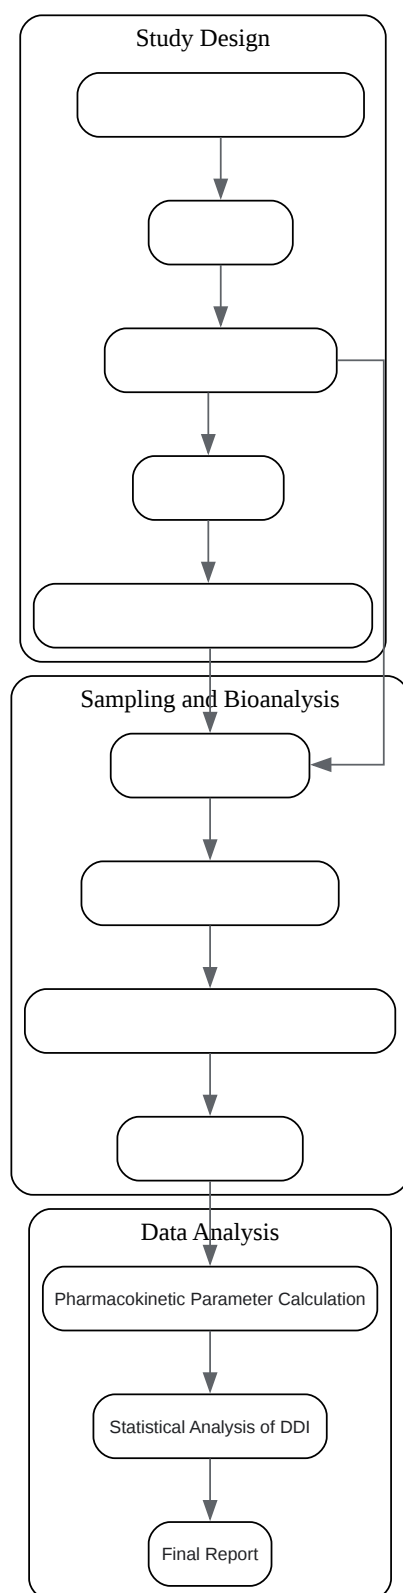 Study Design
Sampling and Bioanalysis
Data Analysis
Pharmacokinetic Parameter Calculation
Statistical Analysis of DDI
Final Report